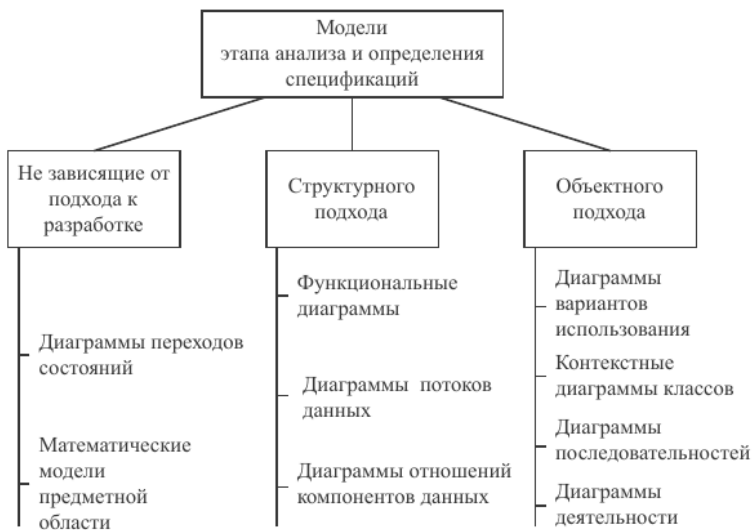 Модели
этапа анализа и определения
спецификаций
Не зависящие от
подхода к
разработке
Структурного
подхода
Объектного
подхода
Диаграммы переходов
состояний
Математические
модели
предметной
области
Функциональные
диаграммы
Диаграммы потоков
данных
Диаграммы отношений
компонентов данных
Диаграммы
вариантов
использования
Контекстные
диаграммы классов
Диаграммы
последовательностей
Диаграммы
деятельности